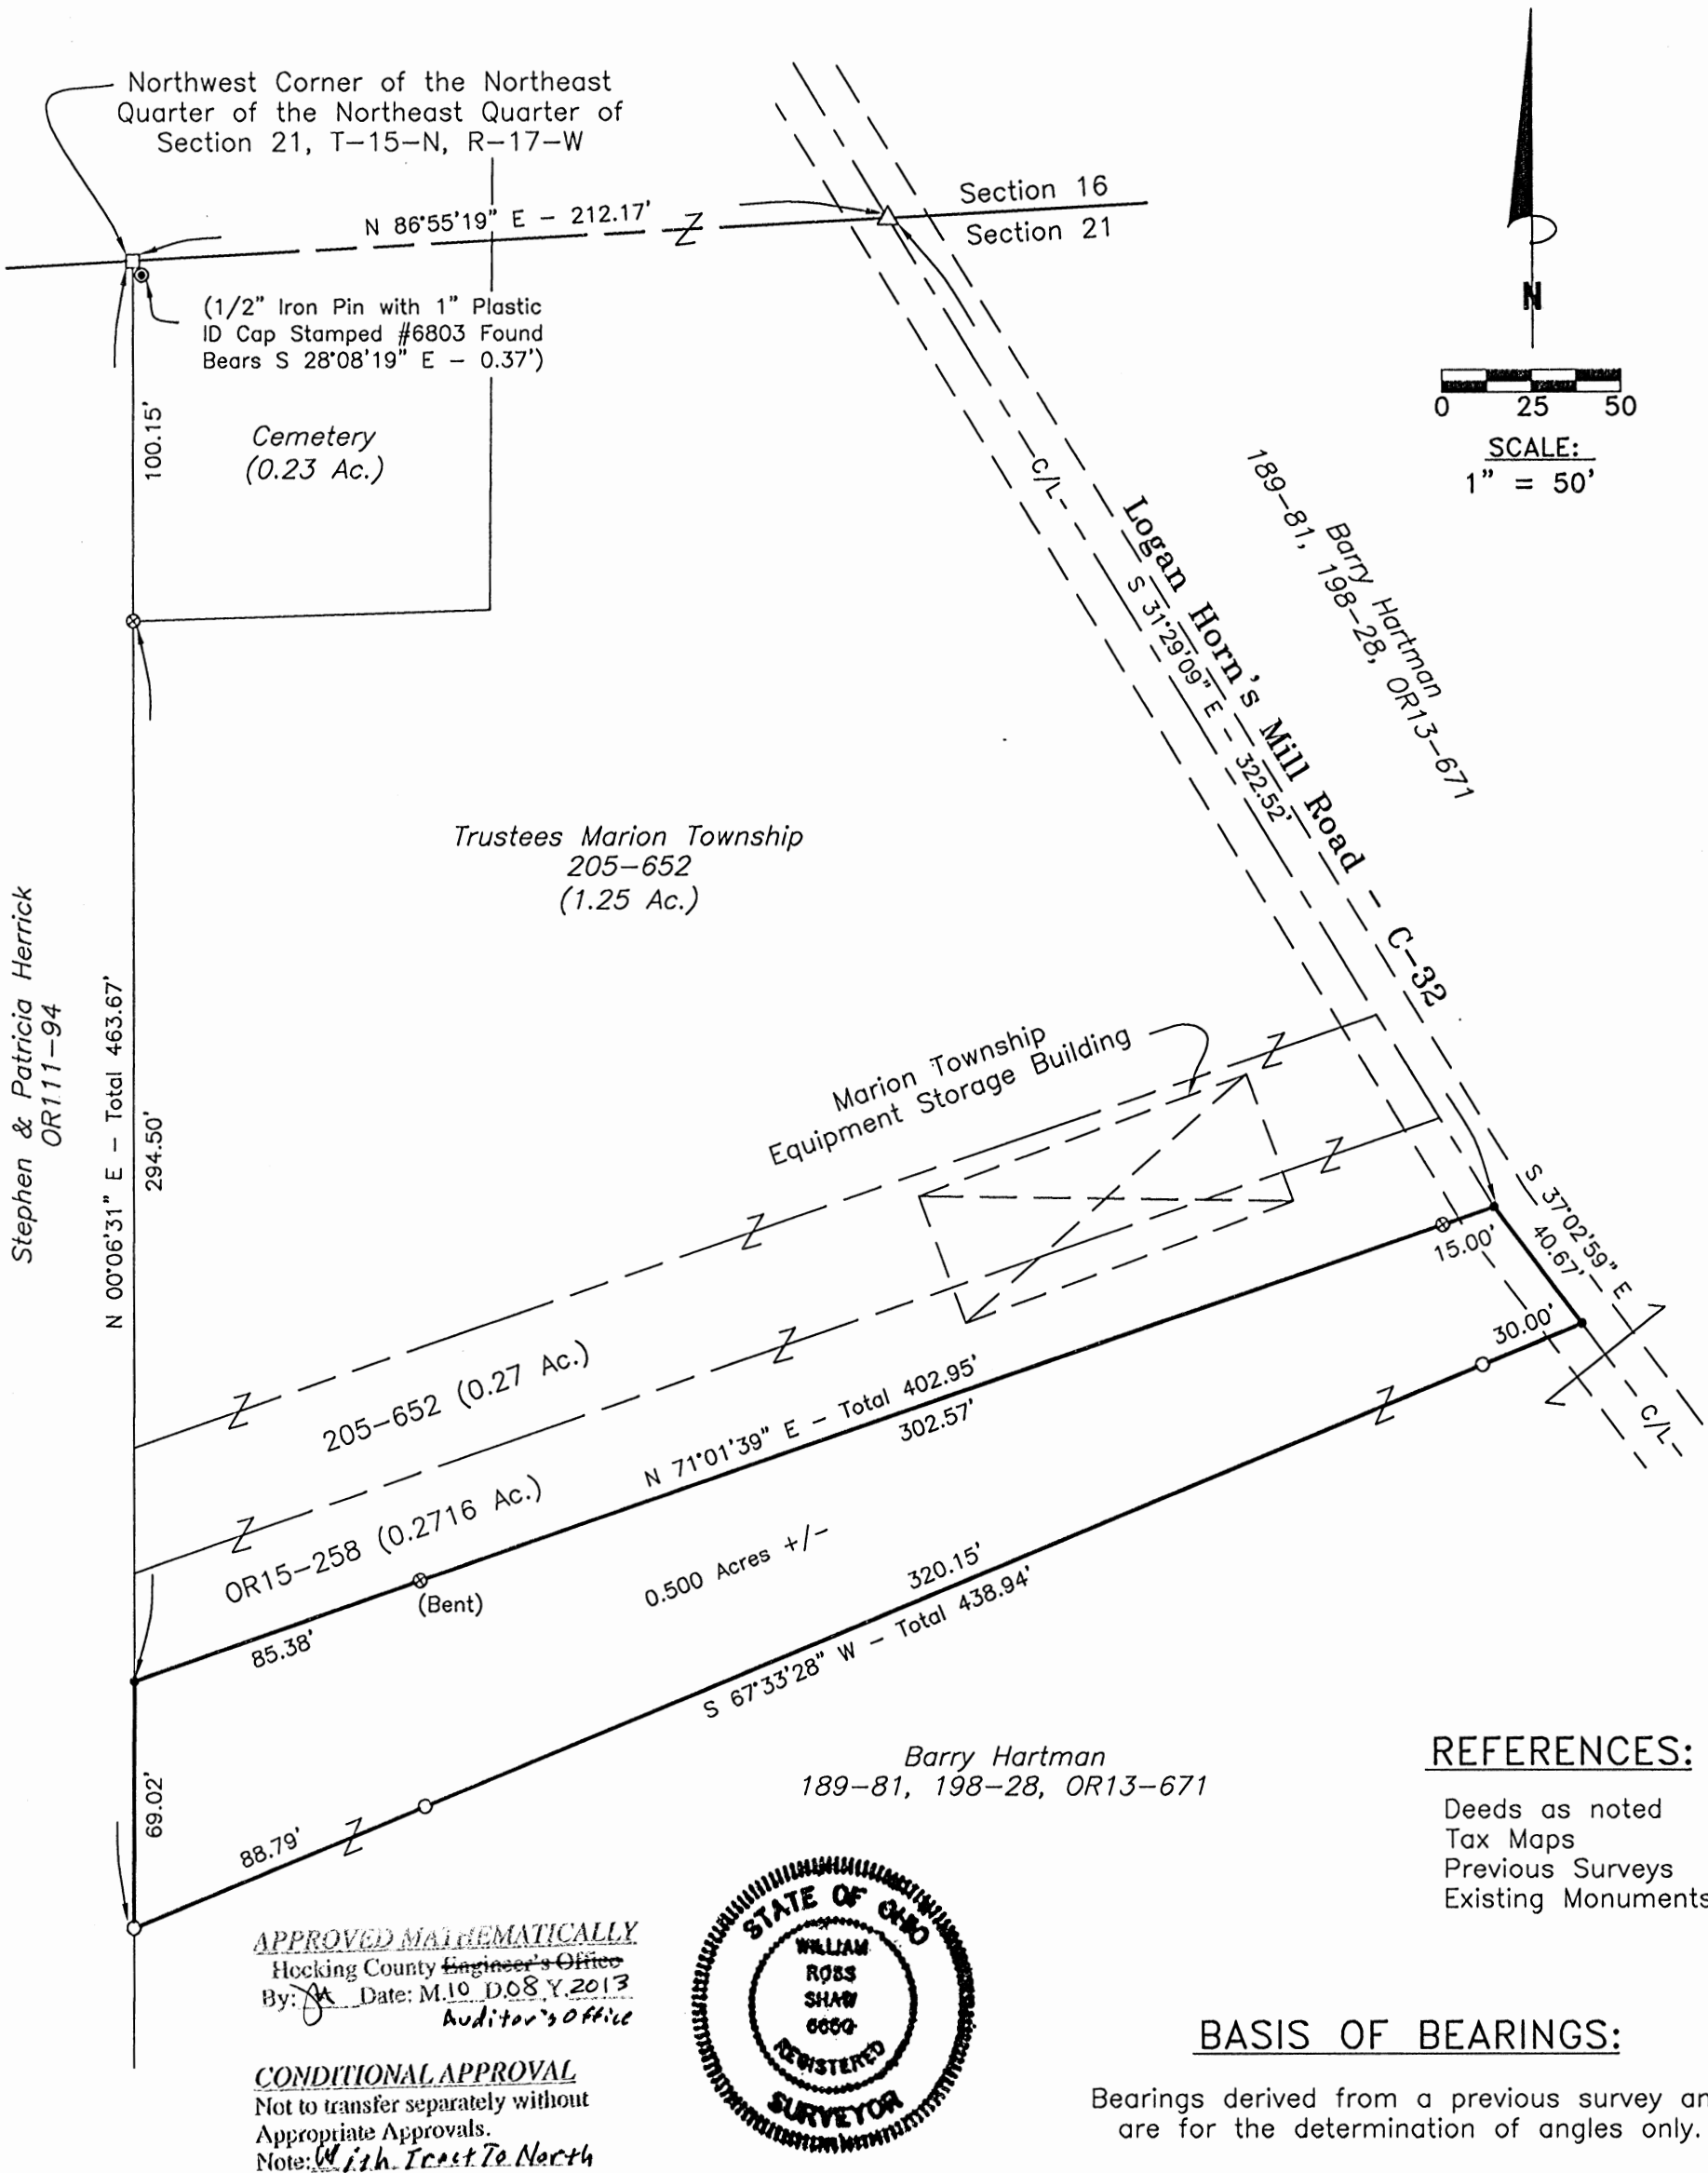 Northwest Corner of the Northeast
Quarter of the Northeast Quarter of
Section 21, T-15-N, R-17-W
N 86°55'19" E - 212.17'
Section 16
Section 21
(1/2" Iron Pin with 1" Plastic
ID Cap Stamped #6803 Found
Bears S 28°08'19" E - 0.37')
N
0 25 50
SCALE:
1" = 50'
100.15'
Cemetery
(0.23 Ac.)
C/L
Logan Horn's Mill Road - C-32
S 31°29'09" E - 322.52'
Barry Hartman
189-81, 198-28, OR13-671
Trustees Marion Township
205-652
(1.25 Ac.)
Stephen & Patricia Herrick
OR111-94
N 00°06'31" E - Total 463.67'
294.50'
Marion Township
Equipment Storage Building
S 37°02'59" E
40.67'
15.00'
30.00'
C/L
205-652 (0.27 Ac.)
N 71°01'39" E - Total 402.95'
302.57'
OR15-258 (0.2716 Ac.)
(Bent)
85.38'
0.500 Acres +/-
320.15'
S 67°33'28" W - Total 438.94'
69.02'
88.79'
Barry Hartman
189-81, 198-28, OR13-671
REFERENCES:
Deeds as noted
Tax Maps
Previous Surveys
Existing Monuments
APPROVED MATHEMATICALLY
Hocking County Engineer's Office
By: Date: M.10 D.08 Y.2013
Auditor's Office
CONDITIONAL APPROVAL
Not to transfer separately without
Appropriate Approvals.
Note: With Tract To North
STATE OF OHIO
WILLIAM
ROSS
SHAW
REGISTERED
SURVEYOR
BASIS OF BEARINGS:
Bearings derived from a previous survey an
are for the determination of angles only.